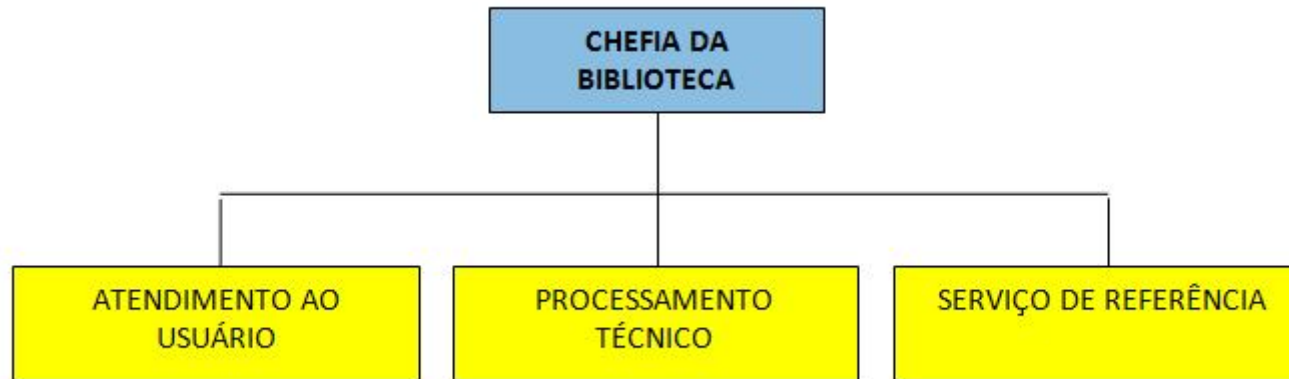 CHEFIA DA
BIBLIOTECA
ATENDIMENTO AO
USUÁRIO
PROCESSAMENTO
TÉCNICO
SERVIÇO DE REFERÊNCIA